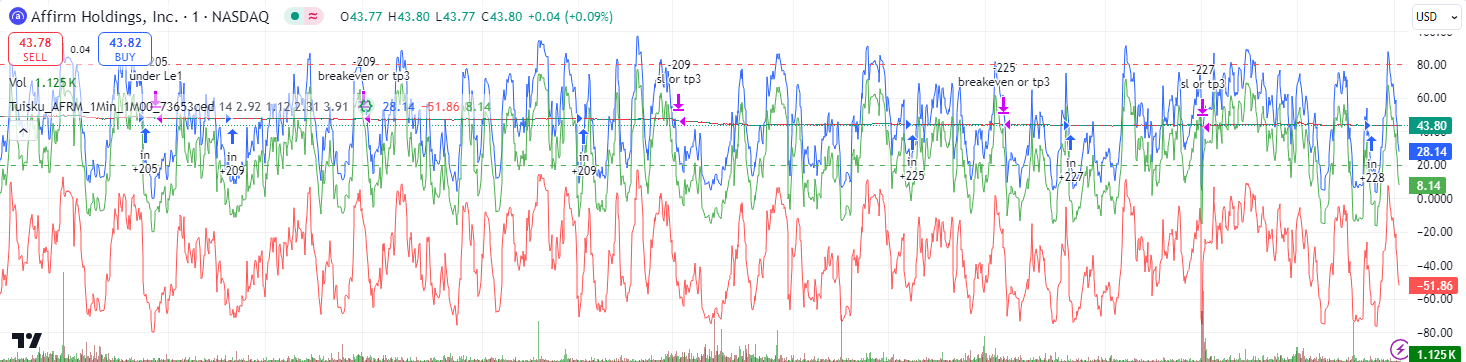 Affirm Holdings, Inc. · 1 · NASDAQ
O43.77 H43.80 L43.77 C43.80 +0.04 (+0.09%)
USD
43.78
SELL
0.04
43.82
BUY
Vol 1.125K
Tuisku_AFRM_1Min_1M00_73653ced 14 2.92 1.12 2.31 3.91 28.14 −51.86 8.14
-205
under Le1
-209
breakeven or tp3
-209
sl or tp3
-225
breakeven or tp3
-227
sl or tp3
in
+205
in
+209
in
+209
in
+225
in
+227
in
+228
80.00
60.00
43.80
28.14
20.00
8.14
0.0000
−20.00
−40.00
−51.86
−60.00
−80.00
1.125K